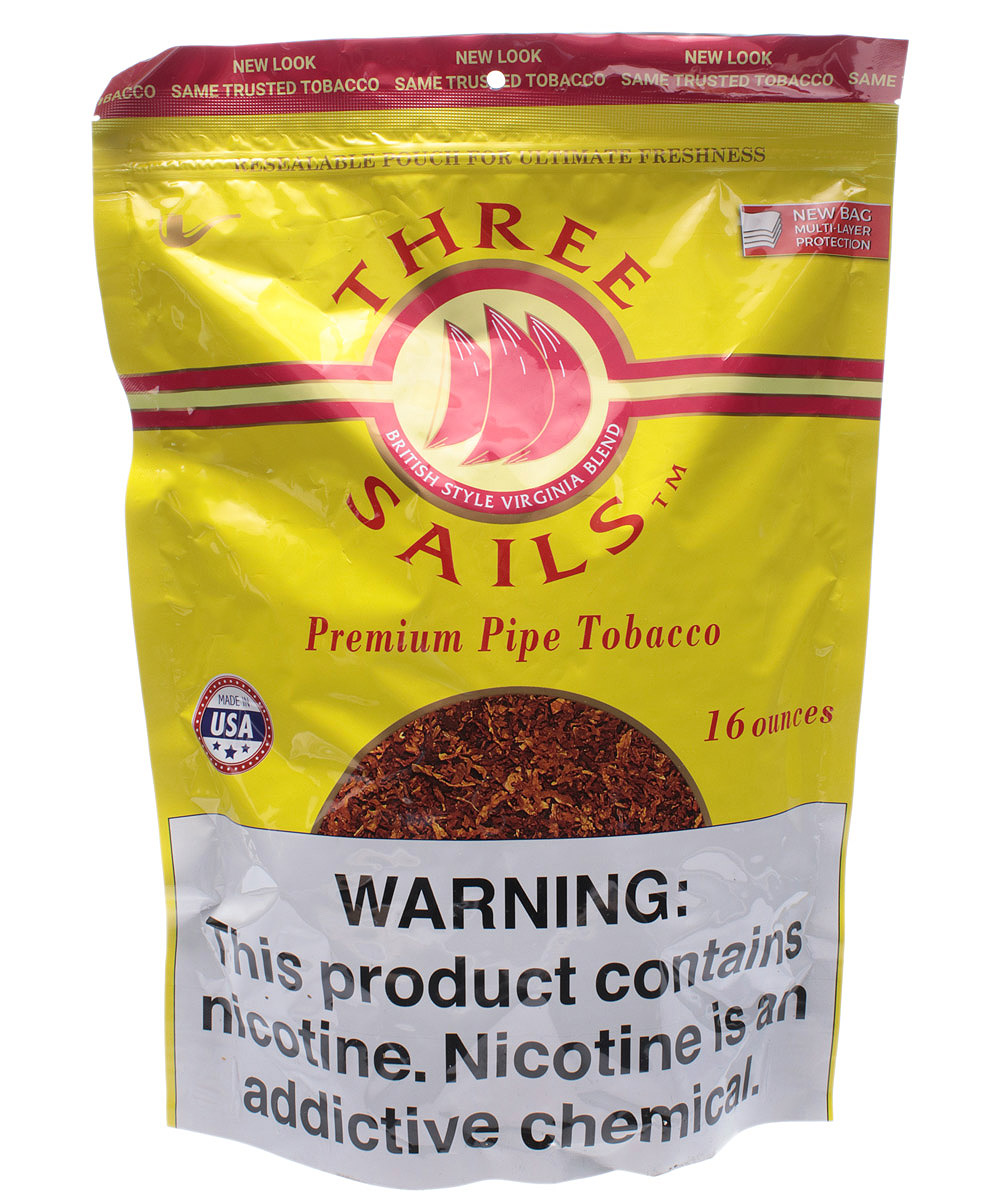 NEW LOOK NEW LOOK NEW LOOK
SAME TRUSTED TOBACCO SAME TRUSTED TOBACCO SAME TRUSTED TOBACCO SAME
RESEALABLE POUCH FOR ULTIMATE FRESHNESS
NEW BAG
MULTI-LAYER
PROTECTION
THREE
BRITISH STYLE VIRGINIA BLEND
SAILS™
Premium Pipe Tobacco
MADE IN THE
USA
16 ounces
WARNING:
This product contains
nicotine. Nicotine is an
addictive chemical.